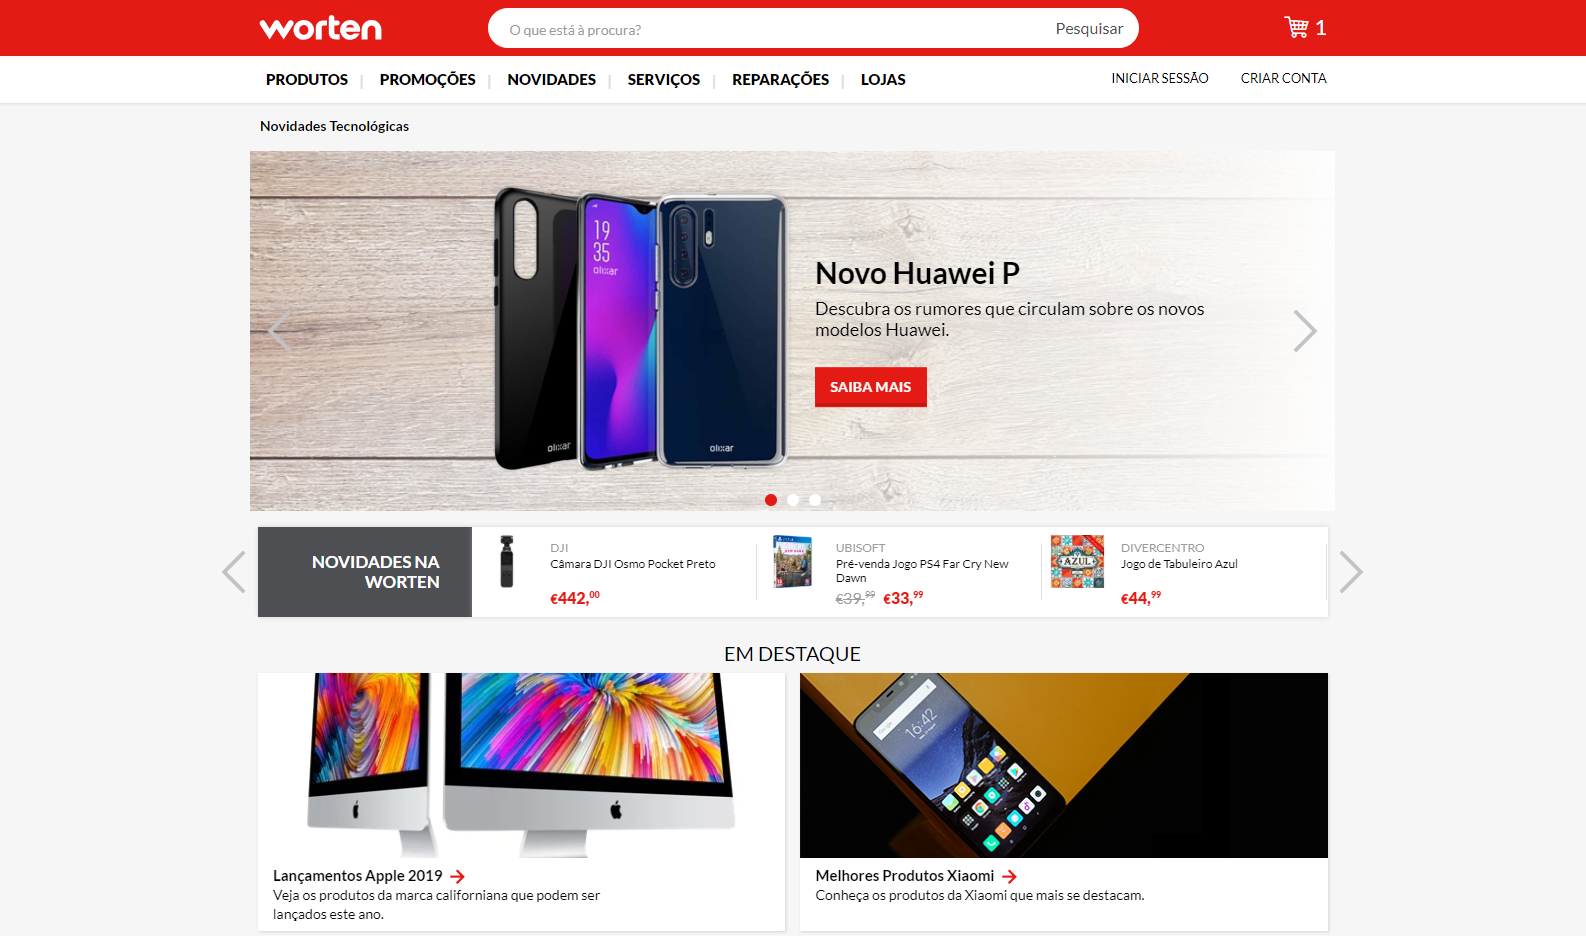 worten
O que está à procura?
Pesquisar
1
PRODUTOS
PROMOÇÕES
NOVIDADES
SERVIÇOS
REPARAÇÕES
LOJAS
INICIAR SESSÃO
CRIAR CONTA
Novidades Tecnológicas
19
35
olixar
olixar
olixar
Novo Huawei P
Descubra os rumores que circulam sobre os novos
modelos Huawei.
SAIBA MAIS
NOVIDADES NA
WORTEN
DJI
Câmara DJI Osmo Pocket Preto
€442,00
UBISOFT
Pré-venda Jogo PS4 Far Cry New
Dawn
€39,99 €33,99
AZUL
DIVERCENTRO
Jogo de Tabuleiro Azul
€44,99
EM DESTAQUE
16:42
Lançamentos Apple 2019
Veja os produtos da marca californiana que podem ser
lançados este ano.
Melhores Produtos Xiaomi
Conheça os produtos da Xiaomi que mais se destacam.